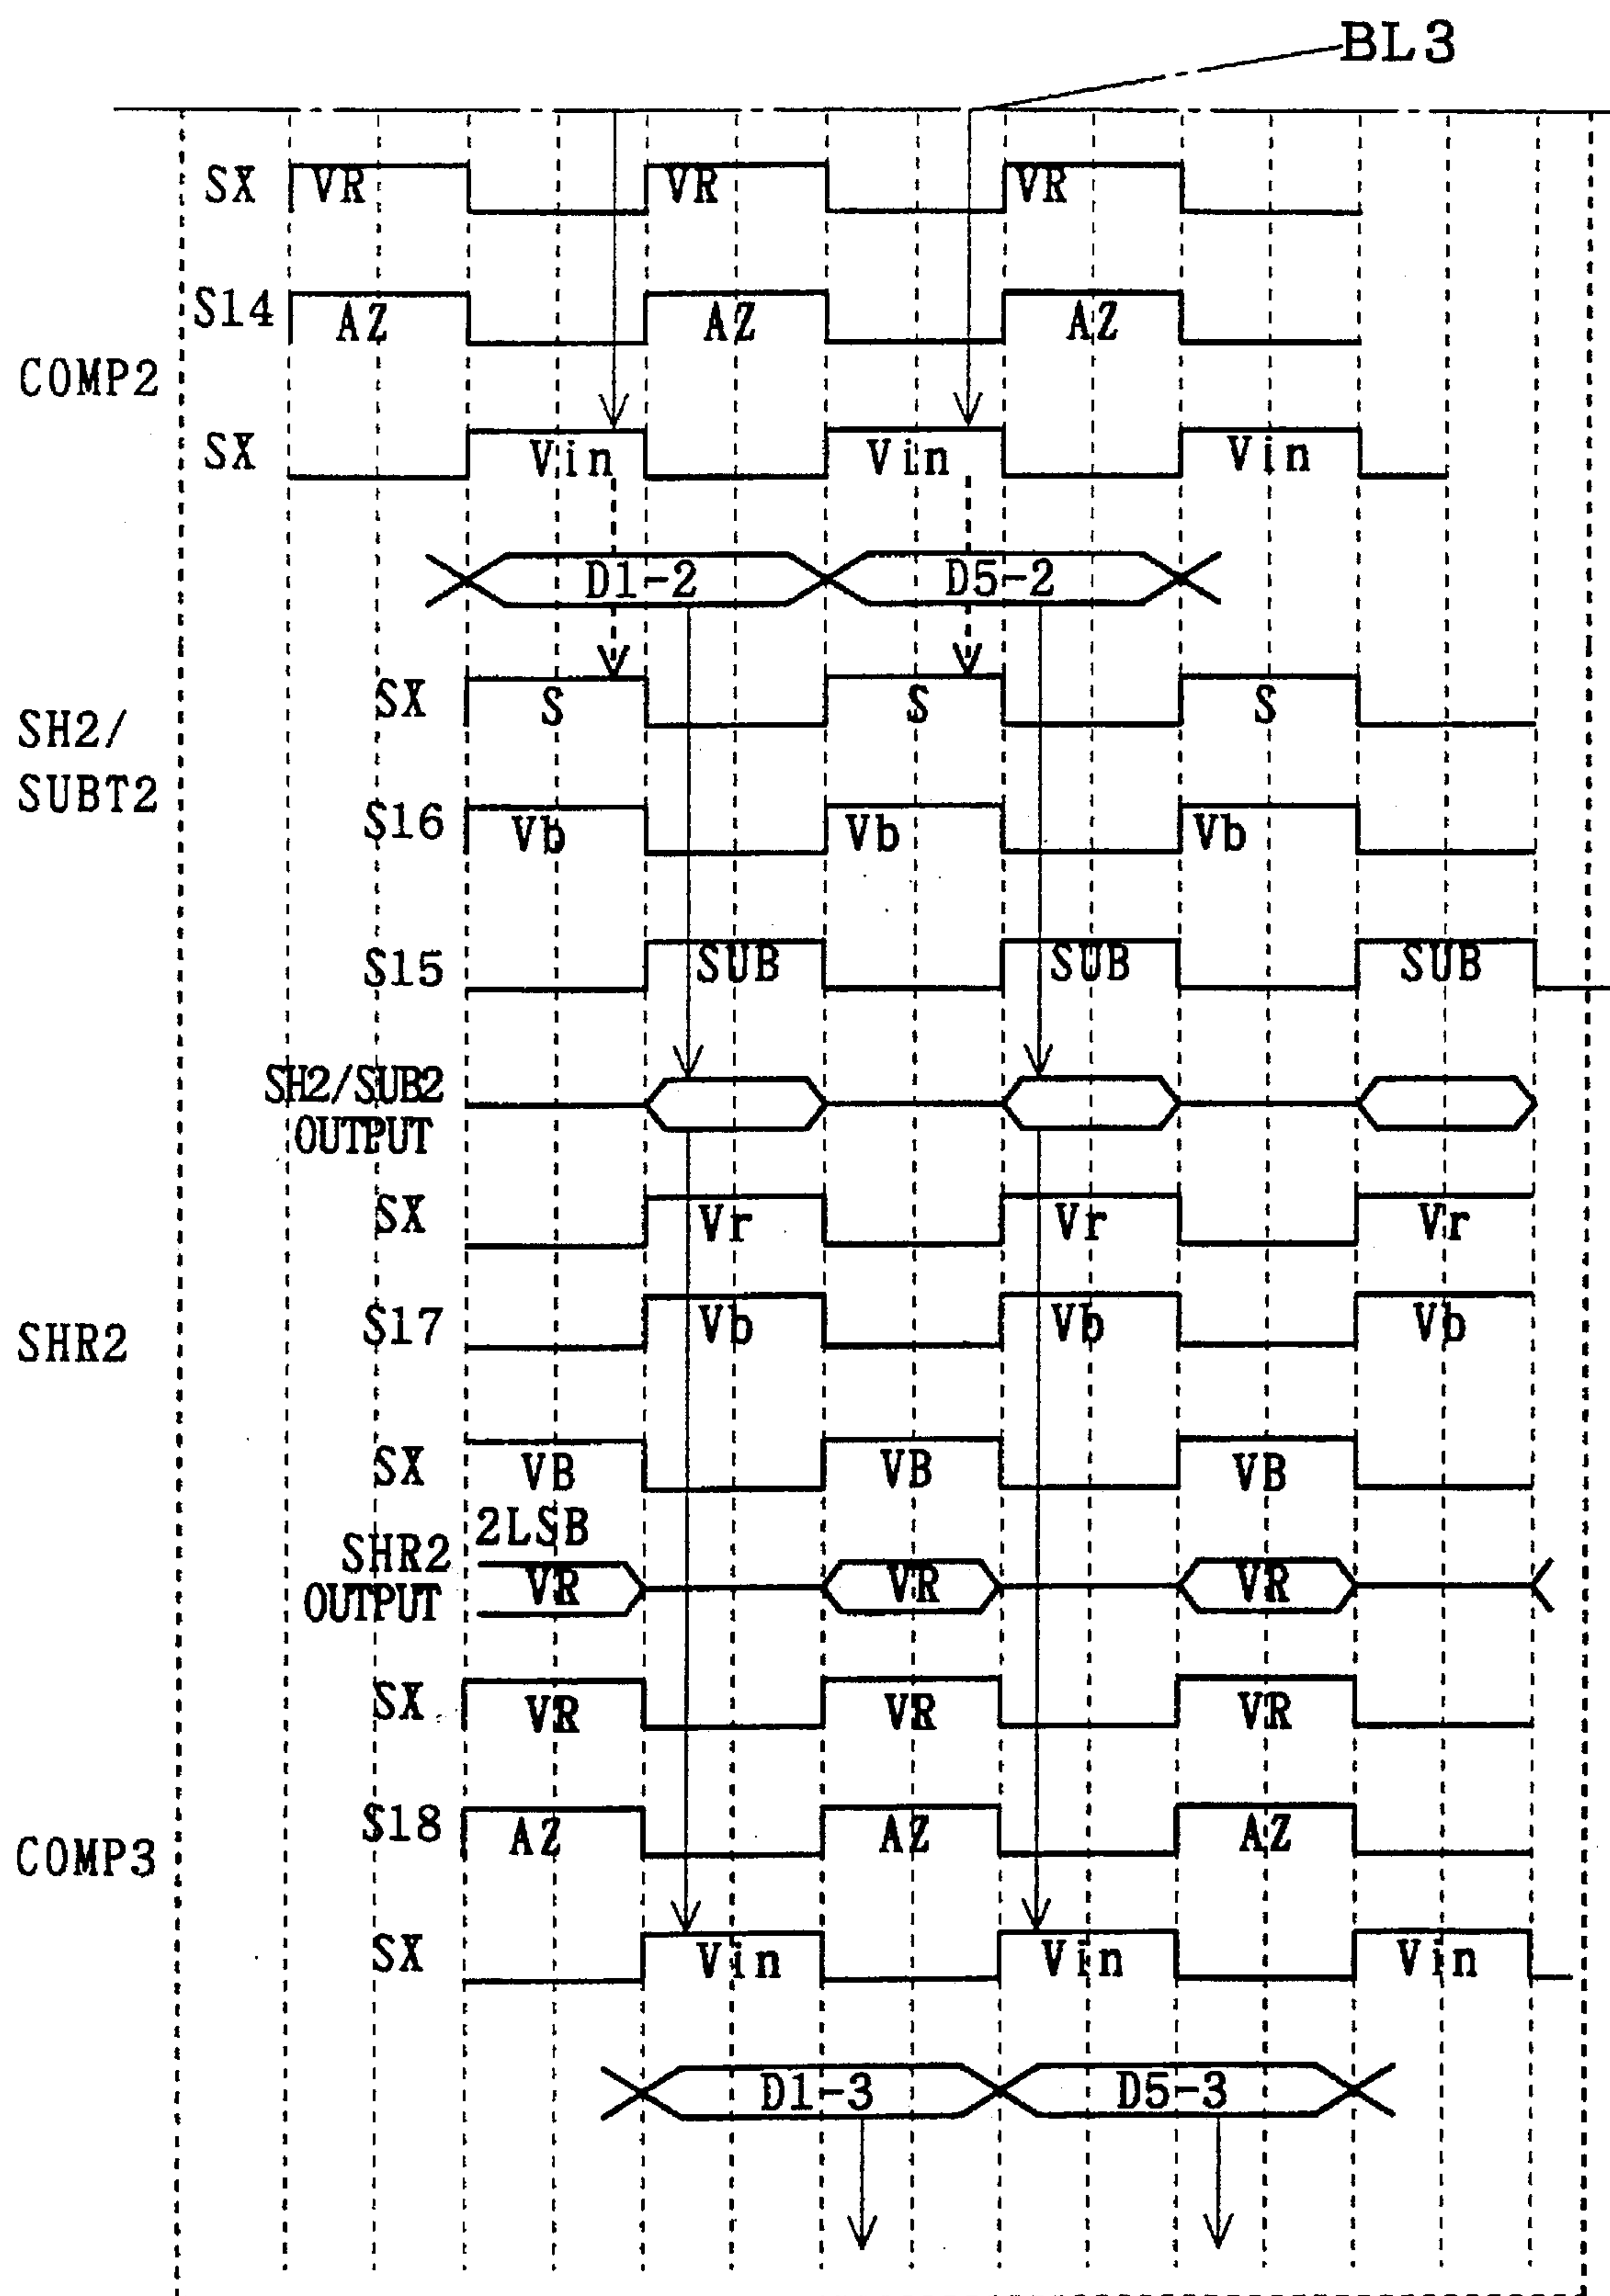 BL3
SX VR VR VR
S14 AZ AZ AZ
COMP2
SX Vin Vin Vin
D1-2 D5-2
SX S S S
SH2/
SUBT2
S16 Vb Vb Vb
S15 SUB SUB SUB
SH2/SUB2
OUTPUT
SX Vr Vr Vr
SHR2
S17 Vb Vb Vb
SX VB VB VB
2LSB
SHR2
OUTPUT
VR VR VR
SX VR VR VR
S18 AZ AZ AZ
COMP3
SX Vin Vin Vin
D1-3 D5-3